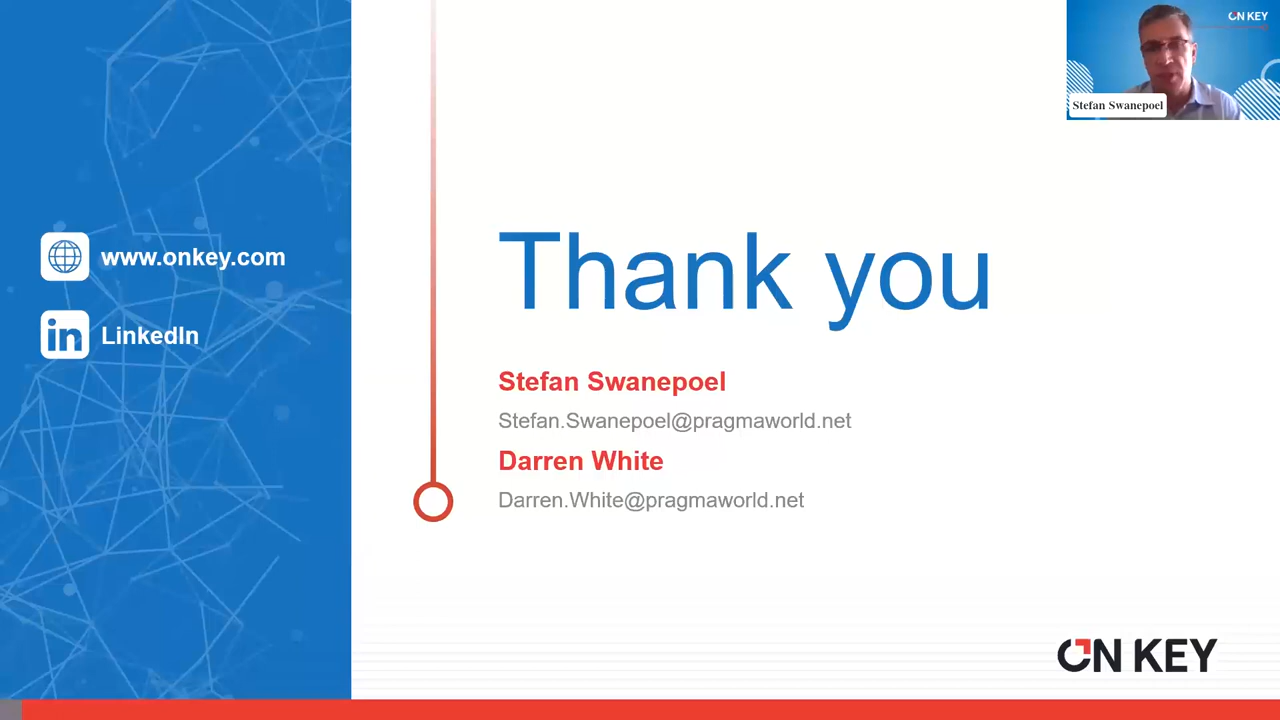 www.onkey.com
in LinkedIn
Thank you
Stefan Swanepoel
Stefan.Swanepoel@pragmaworld.net
Darren White
Darren.White@pragmaworld.net
ON KEY
ON KEY
Stefan Swanepoel